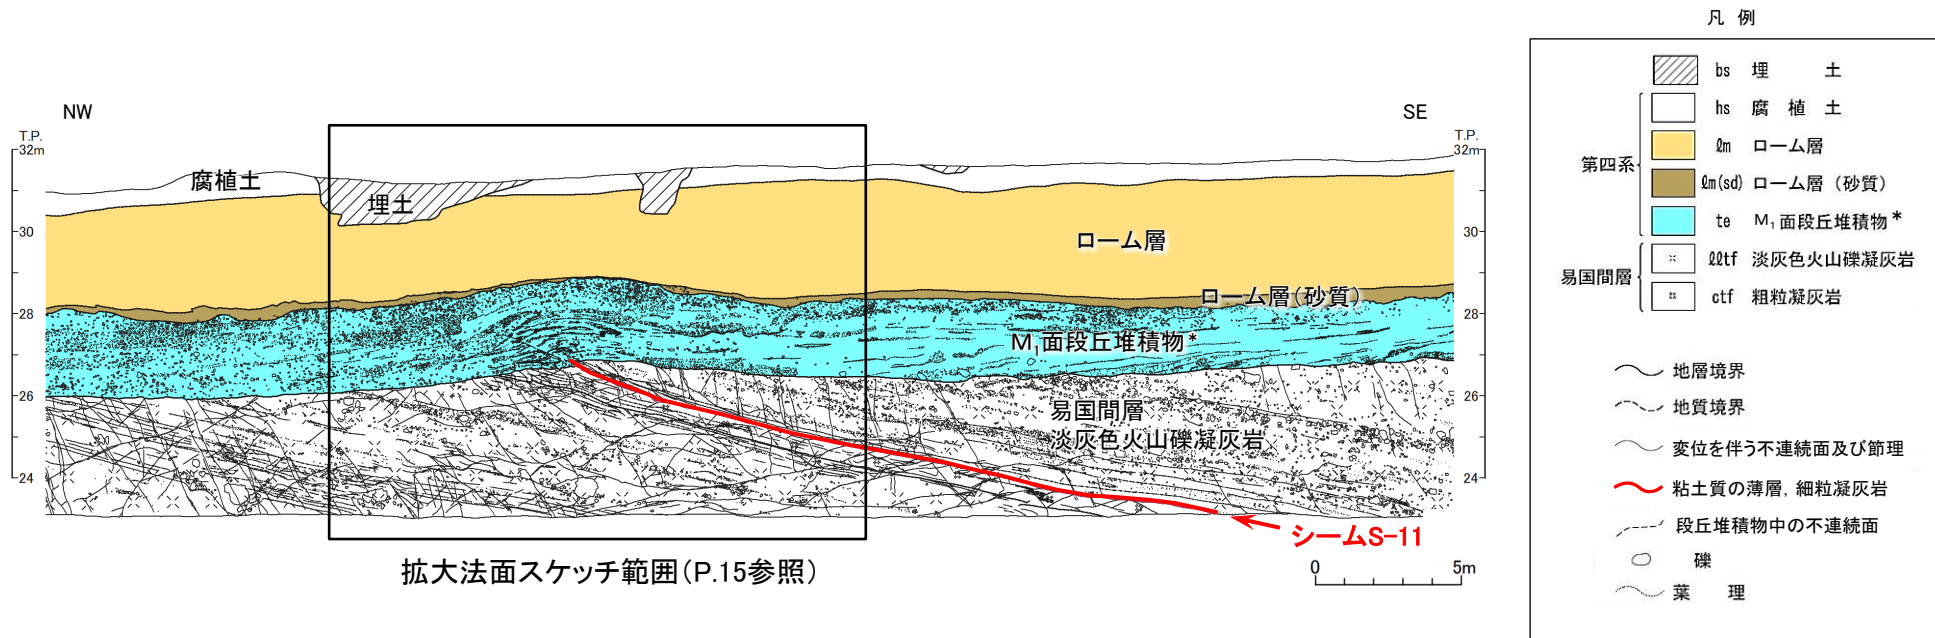 凡 例
bs 埋 土
hs 腐 植 土
ℓm ローム層
ℓm(sd) ローム層 (砂質)
te M₁面段丘堆積物*
ℓℓtf 淡灰色火山礫凝灰岩
ctf 粗粒凝灰岩
第四系
易国間層
地層境界
地質境界
変位を伴う不連続面及び節理
粘土質の薄層, 細粒凝灰岩
段丘堆積物中の不連続面
礫
葉 理
NW
SE
T.P.
32m
30
28
26
24
T.P.
32m
30
28
26
24
腐植土
埋土
ローム層
ローム層(砂質)
M₁面段丘堆積物*
易国間層
淡灰色火山礫凝灰岩
シームS-11
拡大法面スケッチ範囲(P.15参照)
0 5m